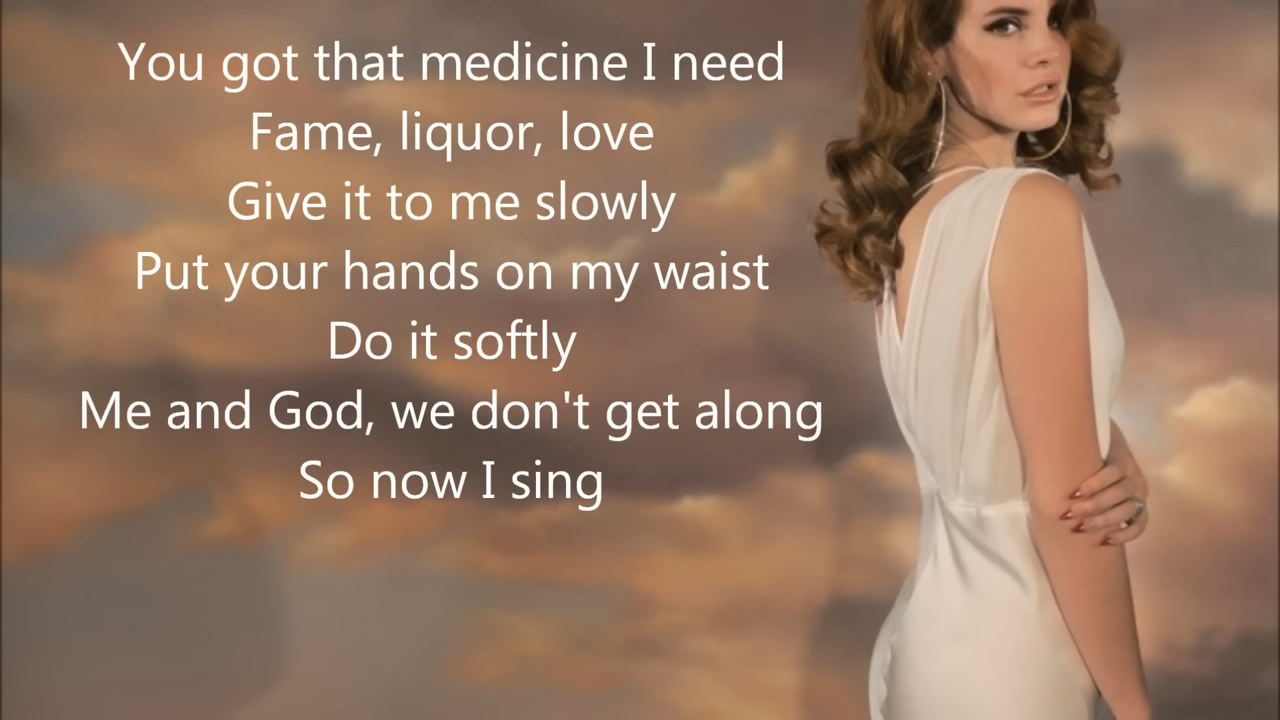 You got that medicine I need
Fame, liquor, love
Give it to me slowly
Put your hands on my waist
Do it softly
Me and God, we don't get along
So now I sing